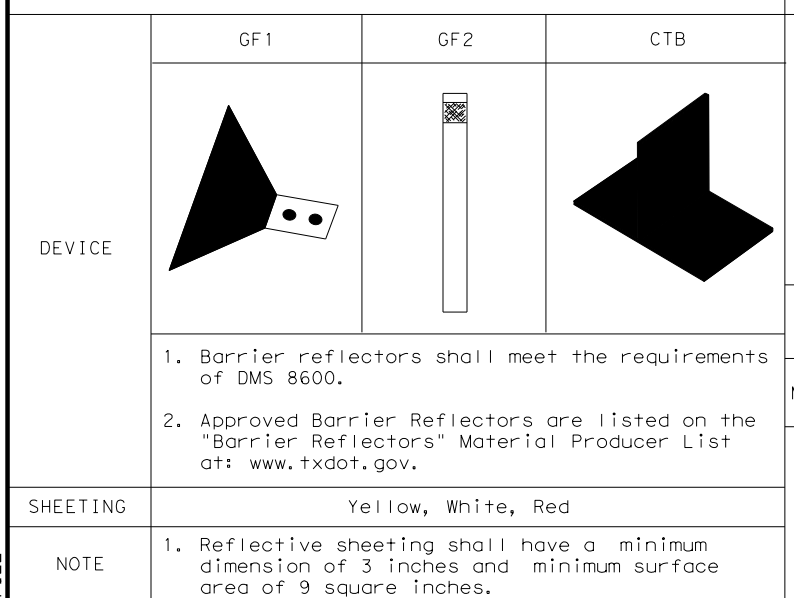 GF1 GF2 CTB
DEVICE
1. Barrier reflectors shall meet the requirements
of DMS 8600.
2. Approved Barrier Reflectors are listed on the
"Barrier Reflectors" Material Producer List
at: www.txdot.gov.
SHEETING Yellow, White, Red
NOTE
1. Reflective sheeting shall have a minimum
dimension of 3 inches and minimum surface
area of 9 square inches.